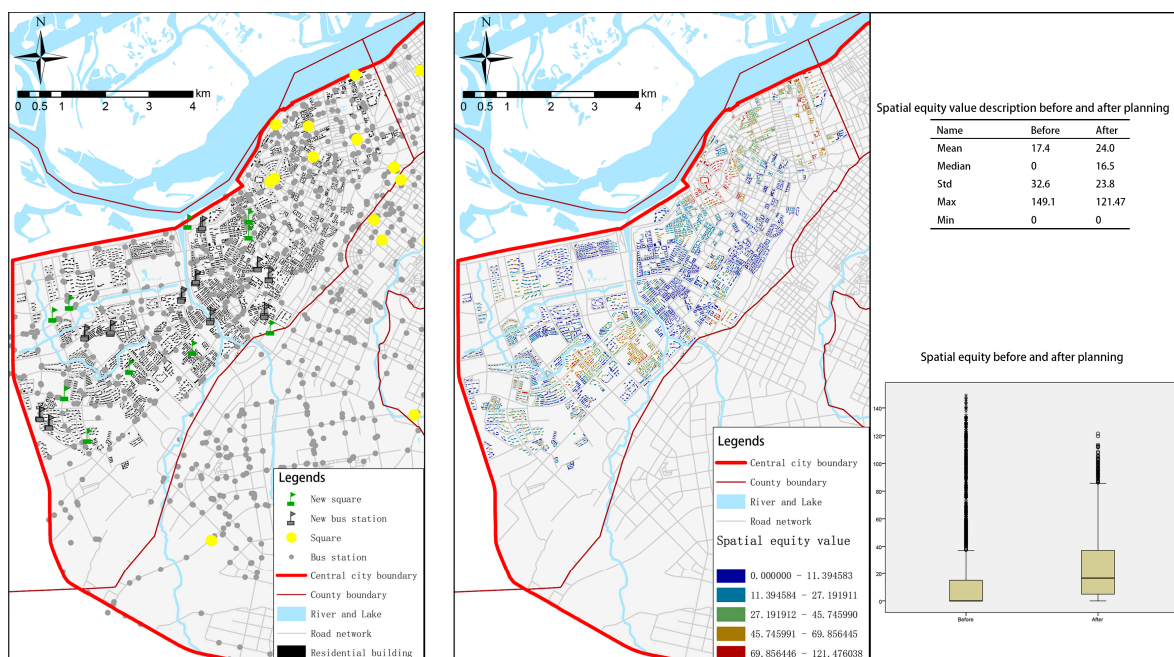 N
km
0 0.5 1 2 3 4
Legends
New square
New bus station
Square
Bus station
Central city boundary
County boundary
River and Lake
Road network
Residential building
N
km
0 0.5 1 2 3 4
Legends
Central city boundary
County boundary
River and Lake
Road network
Spatial equity value
0.000000 - 11.394583
11.394584 - 27.191911
27.191912 - 45.745990
45.745991 - 69.856445
69.856446 - 121.476038
Spatial equity value description before and after planning
Name Before After
Mean 17.4 24.0
Median 0 16.5
Std 32.6 23.8
Max 149.1 121.47
Min 0 0
Spatial equity before and after planning
140
120
100
80
60
40
20
0
Before After